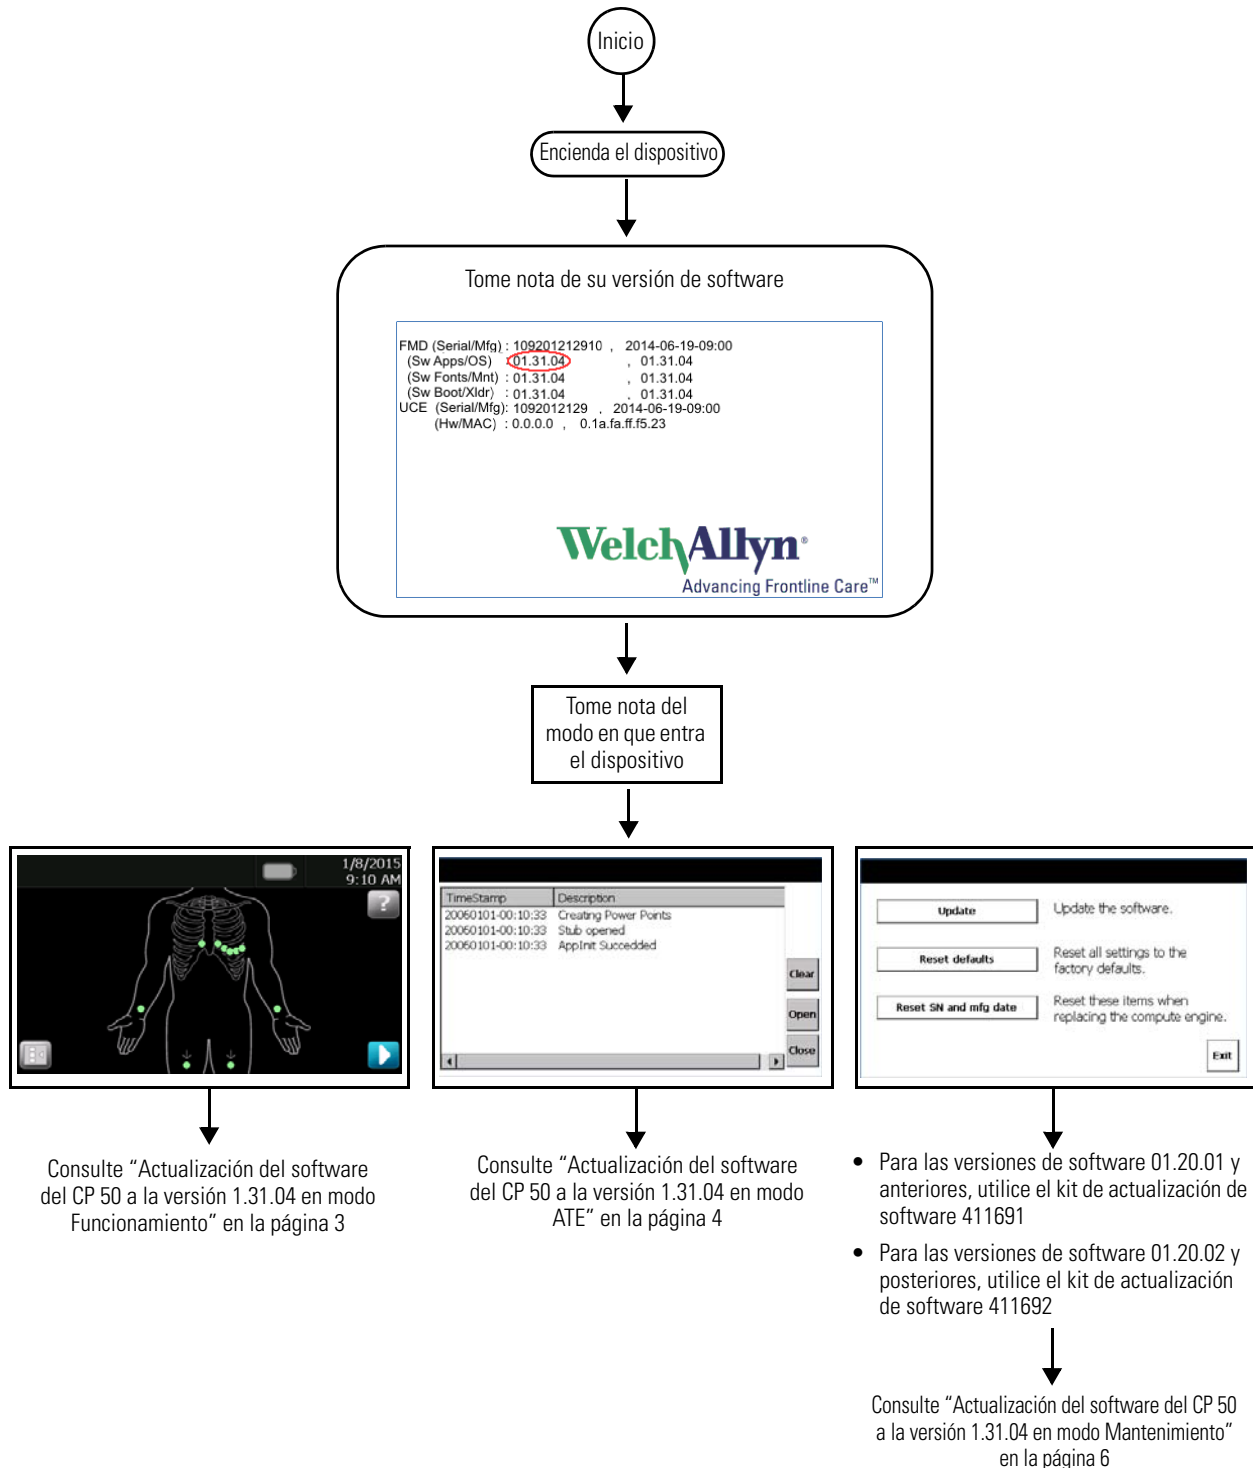 Inicio
Encienda el dispositivo
Tome nota de su versión de software
FMD (Serial/Mfg) : 109201212910 , 2014-06-19-09:00
(Sw Apps/OS) : 01.31.04 , 01.31.04
(Sw Fonts/Mnt) : 01.31.04 , 01.31.04
(Sw Boot/Xldr) : 01.31.04 , 01.31.04
UCE (Serial/Mfg): 1092012129 , 2014-06-19-09:00
(Hw/MAC) : 0.0.0.0 , 0.1a.fa.ff.f5.23
WelchAllyn®
Advancing Frontline Care™
Tome nota del
modo en que entra
el dispositivo
1/8/2015
9:10 AM
?
TimeStamp Description
20060101-00:10:33 Creating Power Points
20060101-00:10:33 Stub opened
20060101-00:10:33 AppInit Succedded
Clear
Open
Close
Update Update the software.
Reset defaults Reset all settings to the
factory defaults.
Reset SN and mfg date Reset these items when
replacing the compute engine.
Exit
Consulte “Actualización del software
del CP 50 a la versión 1.31.04 en modo
Funcionamiento” en la página 3
Consulte “Actualización del software
del CP 50 a la versión 1.31.04 en modo
ATE” en la página 4
• Para las versiones de software 01.20.01 y
anteriores, utilice el kit de actualización de
software 411691
• Para las versiones de software 01.20.02 y
posteriores, utilice el kit de actualización
de software 411692
Consulte “Actualización del software del CP 50
a la versión 1.31.04 en modo Mantenimiento”
en la página 6